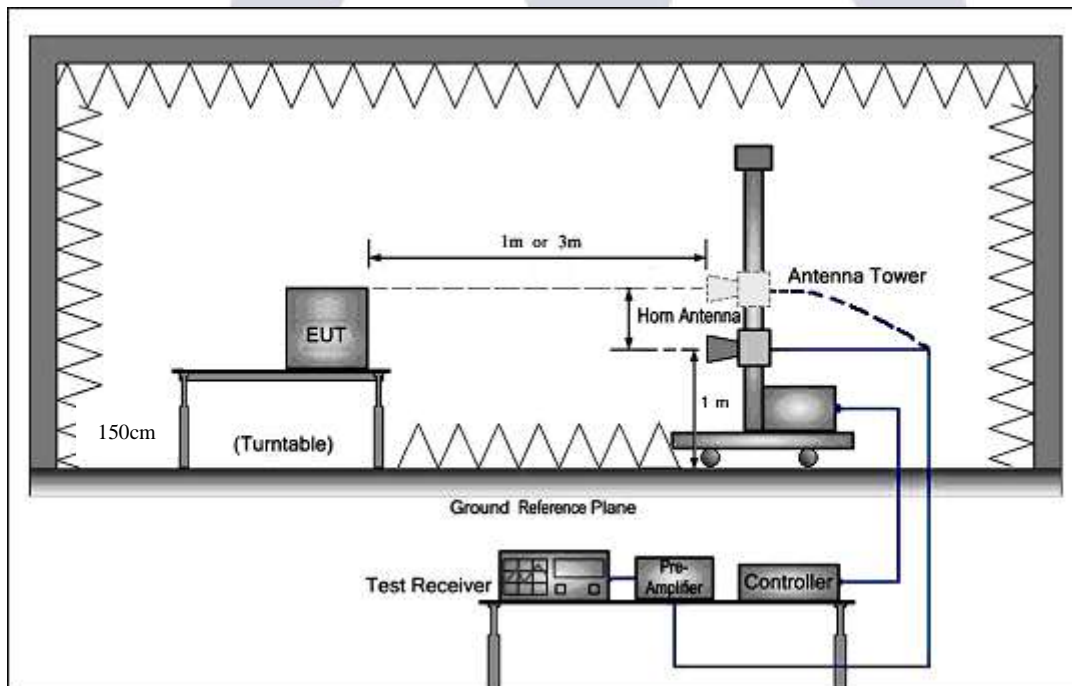 1m or 3m
Antenna Tower
Horn Antenna
EUT
1 m
150cm
(Turntable)
Ground Reference Plane
Test Receiver
Pre-
Amplifier
Controller